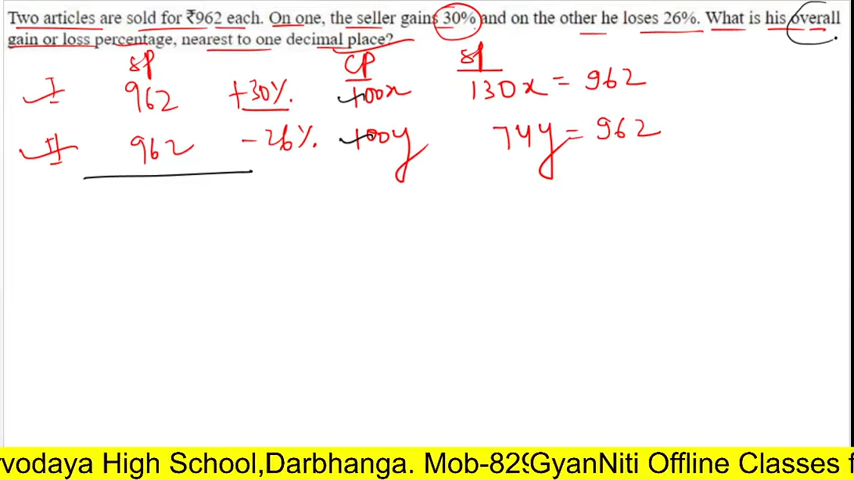 Two articles are sold for ₹962 each. On one, the seller gains 30% and on the other he loses 26%. What is his overall
gain or loss percentage, nearest to one decimal place?
SP CP SP
I 962 +30% 100x 130x = 962
II 962 -26% 100y 74y = 962
rvodaya High School,Darbhanga. Mob-829GyanNiti Offline Classes f